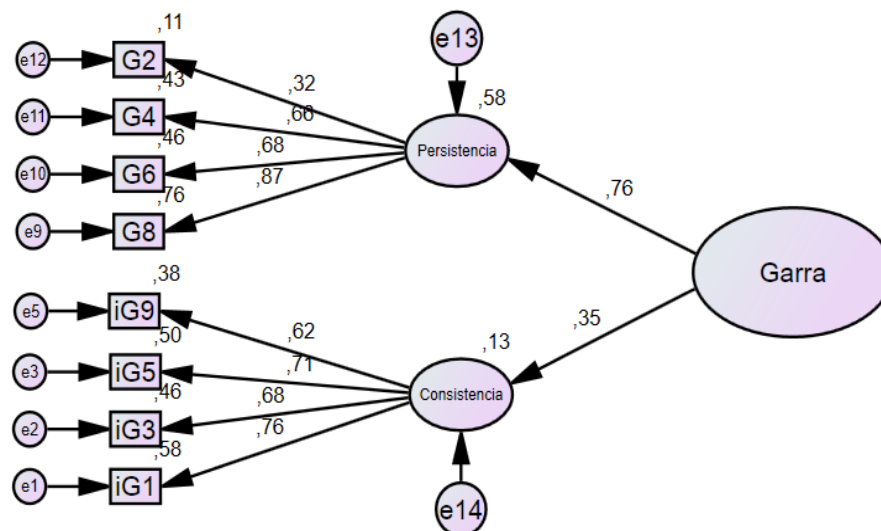 ,11
e12 G2
,43
e11 G4
,46
e10 G6
,76
e9 G8
,32
,66
,68
,87
e13
,58
Persistencia
,76
Garra
,35
,38
e5 iG9
,50
e3 iG5
,46
e2 iG3
,58
e1 iG1
,62
,71
,68
,76
,13
Consistencia
e14